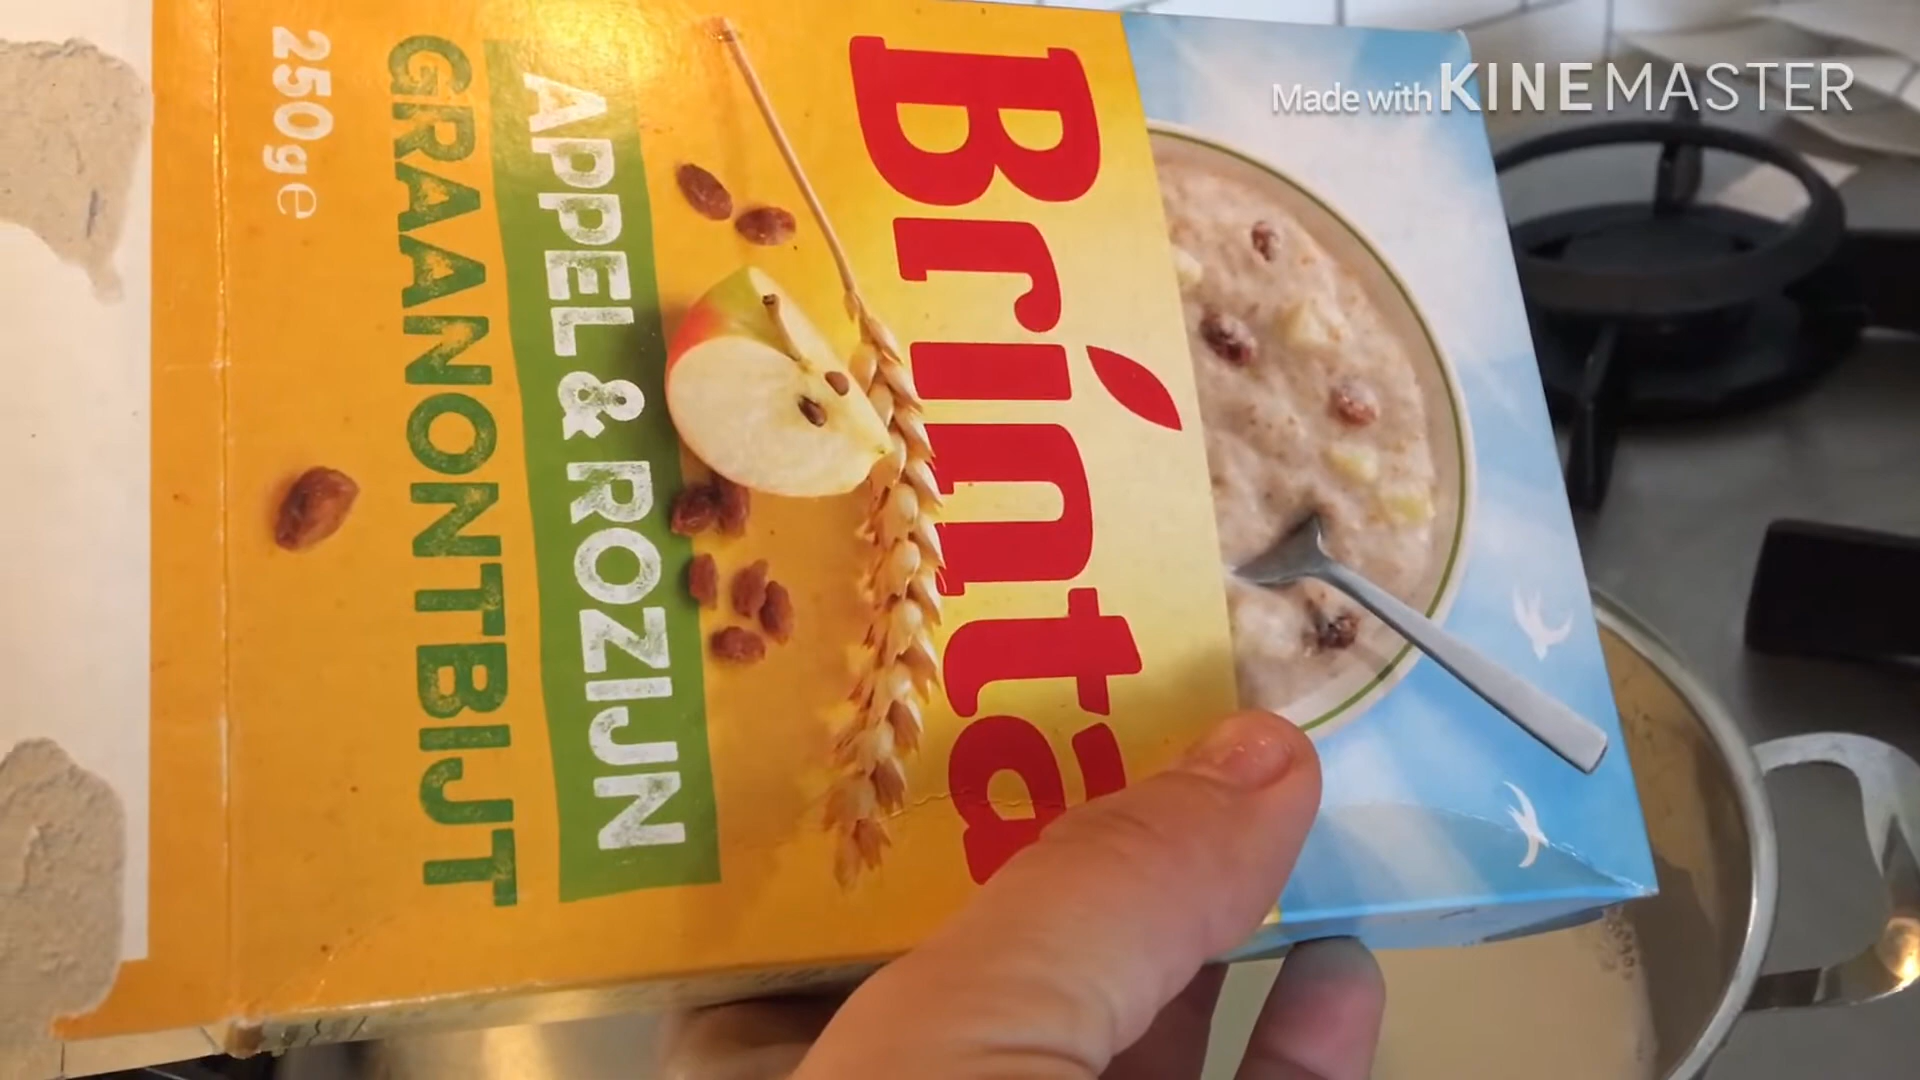 Made with KINEMASTER
Brinta
APPEL & ROZIJN
GRAANONTBIJT
250g e